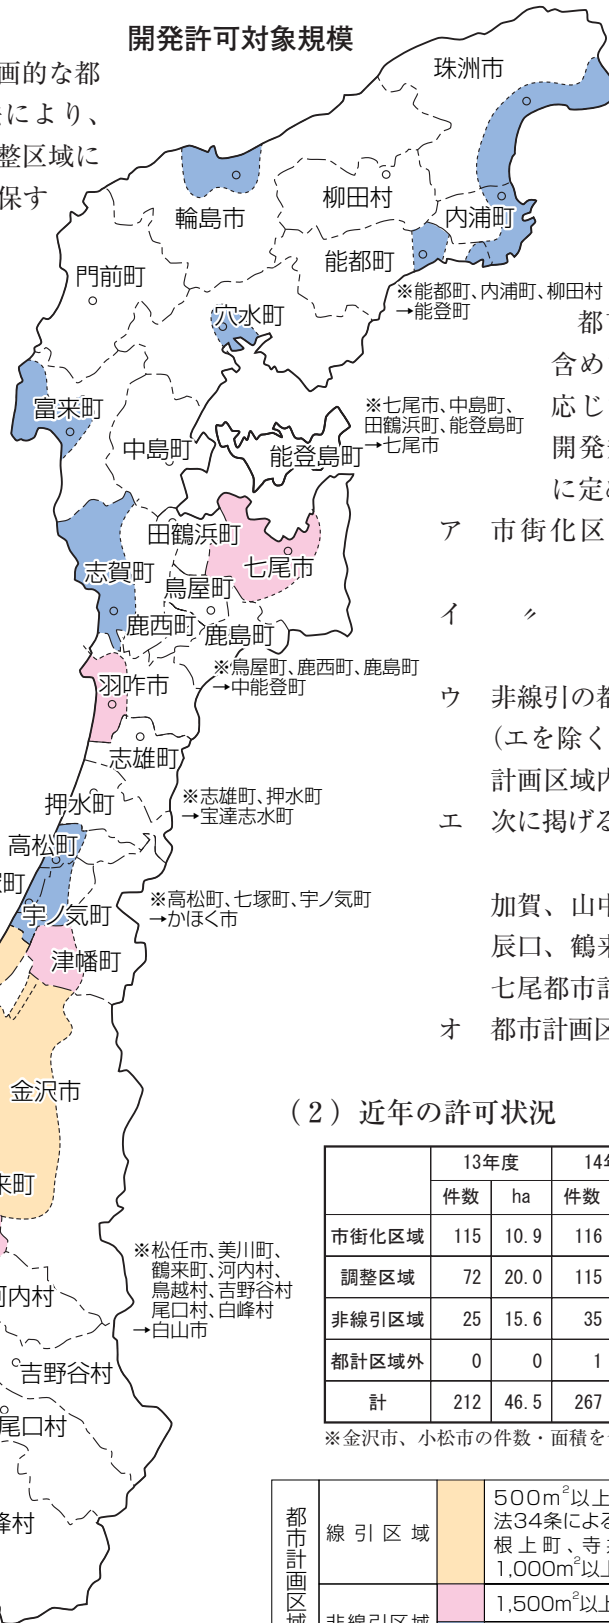 開発許可対象規模
画的な都
により、
整区域に
保す
珠洲市
輪島市
柳田村
内浦町
能都町
門前町
※能都町、内浦町、柳田村
→能登町
穴水町
富来町
※七尾市、中島町、
田鶴浜町、能登島町
→七尾市
中島町
能登島町
田鶴浜町
七尾市
志賀町
鳥屋町
鹿西町
鹿島町
※鳥屋町、鹿西町、鹿島町
→中能登町
羽咋市
志雄町
押水町
※志雄町、押水町
→宝達志水町
高松町
町
宇ノ気町
※高松町、七塚町、宇ノ気町
→かほく市
津幡町
金沢市
来町
※松任市、美川町、
鶴来町、河内村、
鳥越村、吉野谷村
尾口村、白峰村
→白山市
河内村
吉野谷村
尾口村
峰村
都
含め
応じ
開発
に定
ア 市街化区
イ 〃
ウ 非線引の都
(エを除く
計画区域内
エ 次に掲げる
加賀、山中
辰口、鶴来
七尾都市計
オ 都市計画区
(2)近年の許可状況
13年度 14年
件数 ha 件数
市街化区域 115 10.9 116
調整区域 72 20.0 115
非線引区域 25 15.6 35
都計区域外 0 0 1
計 212 46.5 267
※金沢市、小松市の件数・面積を
都市計画区域
線引区域
500m²以上
法34条による
根上町、寺井
1,000m²以上
非線引区域
1,500m²以上